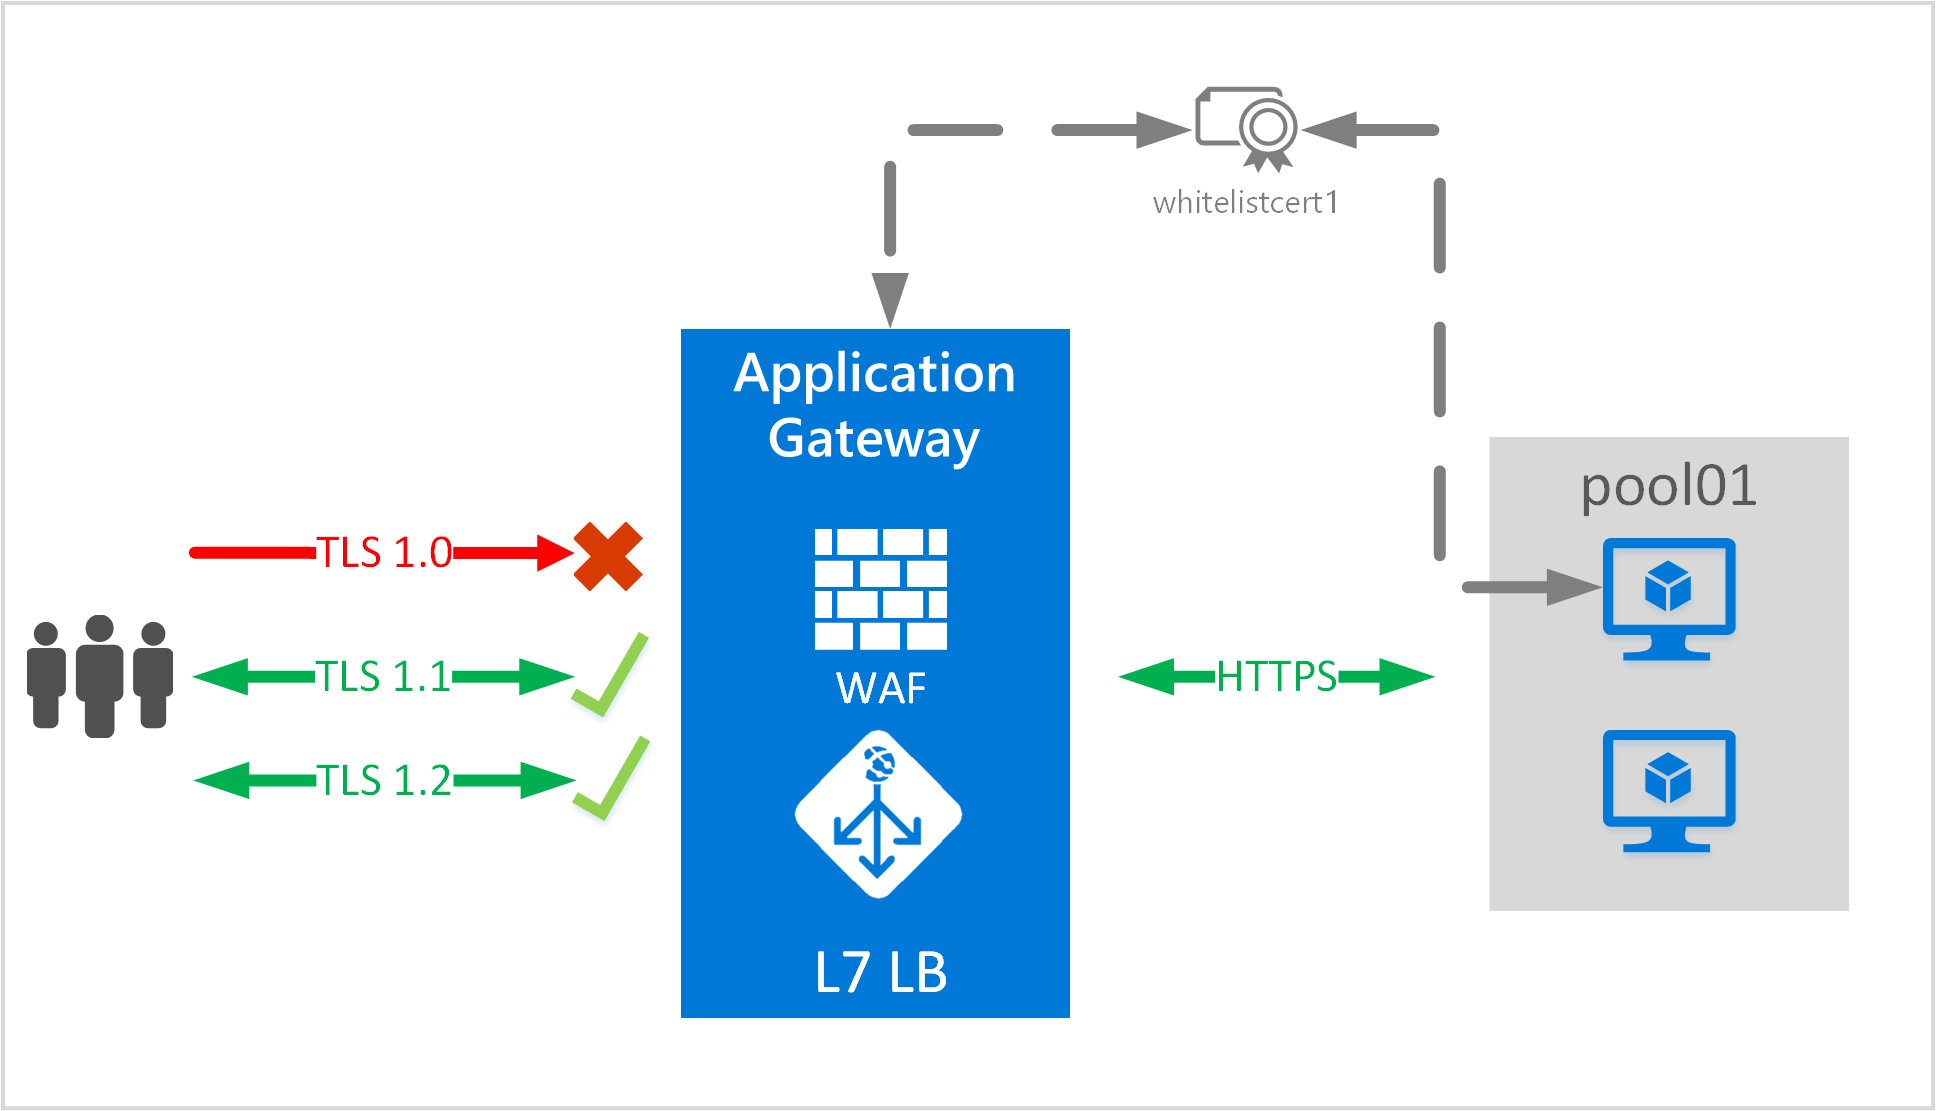 whitelistcert1
Application
Gateway
pool01
TLS 1.0
TLS 1.1
WAF
HTTPS
TLS 1.2
L7 LB